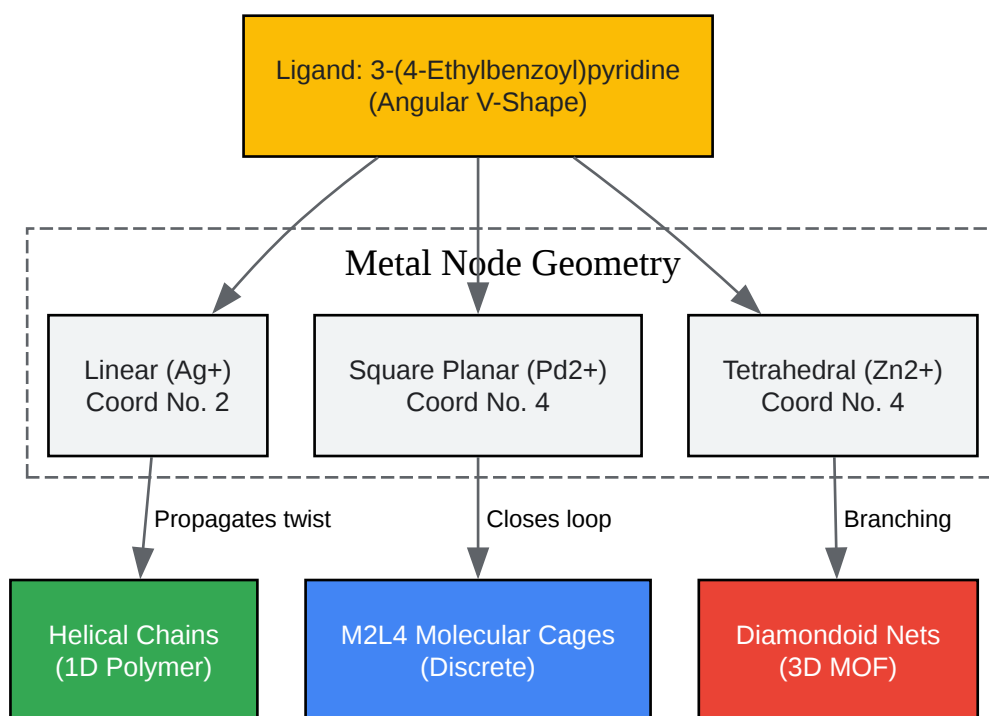 Ligand: 3-(4-Ethylbenzoyl)pyridine
(Angular V-Shape)
Metal Node Geometry
Linear (Ag+)
Coord No. 2
Square Planar (Pd2+)
Coord No. 4
Tetrahedral (Zn2+)
Coord No. 4
Propagates twist
Closes loop
Branching
Helical Chains
(1D Polymer)
M2L4 Molecular Cages
(Discrete)
Diamondoid Nets
(3D MOF)